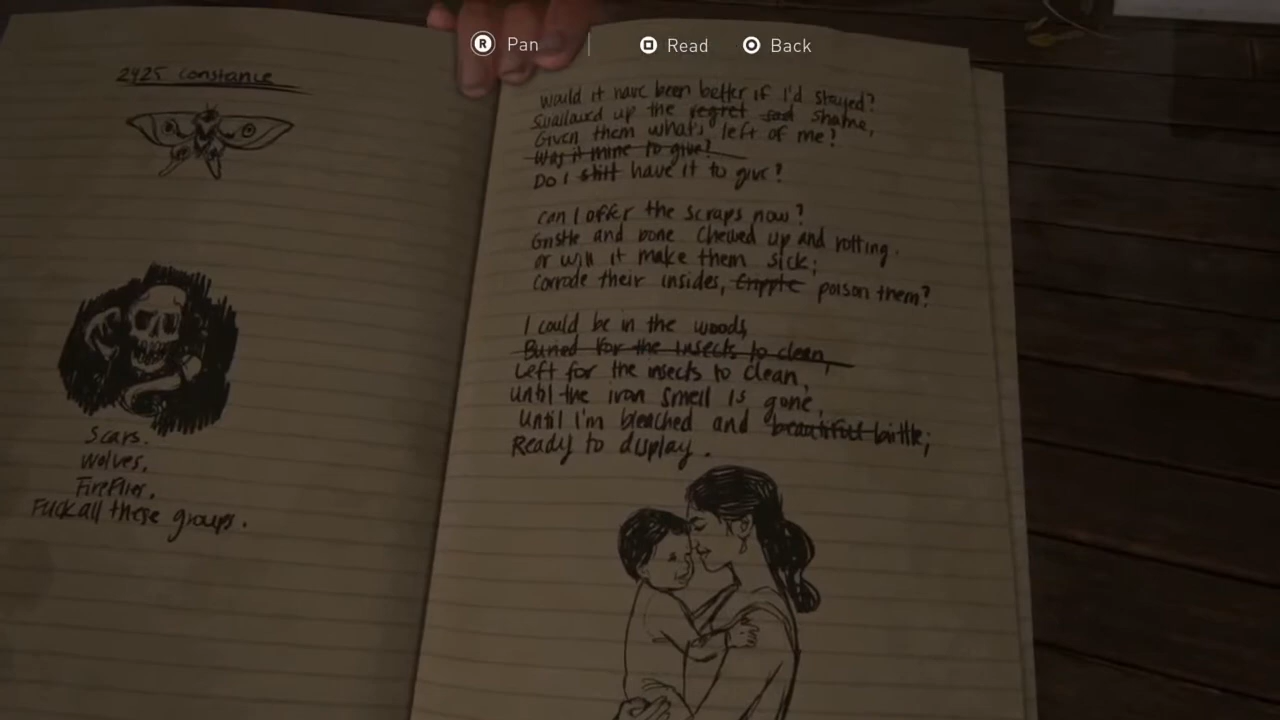 Pan
Read
Back
2425 Constance
Scars.
Wolves.
Fireflies.
Fuck all these groups.
Would it have been better if I'd stayed?
Swallowed up the regret sad shame,
Given them what's left of me?
Was it mine to give?
Do I still have it to give?
Can I offer the scraps now?
Gristle and bone chewed up and rotting.
or will it make them sick;
Corrode their insides, cripple poison them?
I could be in the woods,
Buried for the insects to clean,
Left for the insects to clean,
Until the iron smell is gone,
Until I'm bleached and beautiful brittle;
Ready to display.